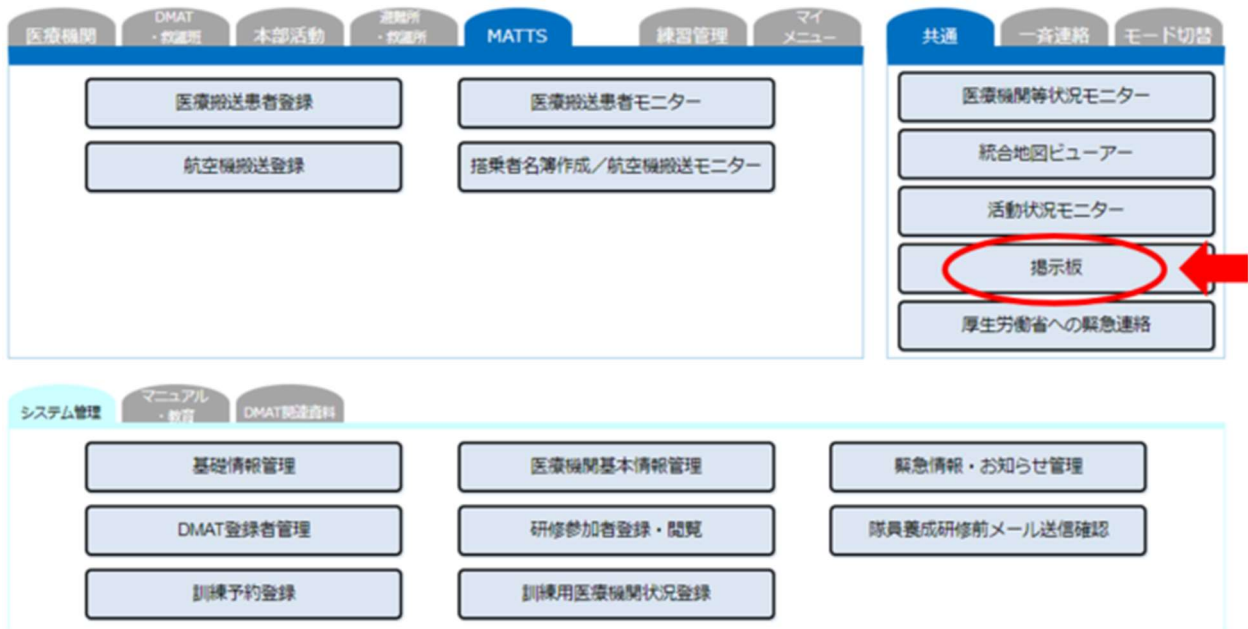 医療機関
DMAT
・救護班
本部活動
避難所
・救護所
MATTS
練習管理
マイ
メニュー
共通
一斉連絡
モード切替
医療搬送患者登録
医療搬送患者モニター
航空機搬送登録
搭乗者名簿作成／航空機搬送モニター
医療機関等状況モニター
統合地図ビューアー
活動状況モニター
掲示板
厚生労働省への緊急連絡
システム管理
マニュアル
・教育
DMAT関連資料
基礎情報管理
医療機関基本情報管理
緊急情報・お知らせ管理
DMAT登録者管理
研修参加者登録・閲覧
隊員養成研修前メール送信確認
訓練予約登録
訓練用医療機関状況登録